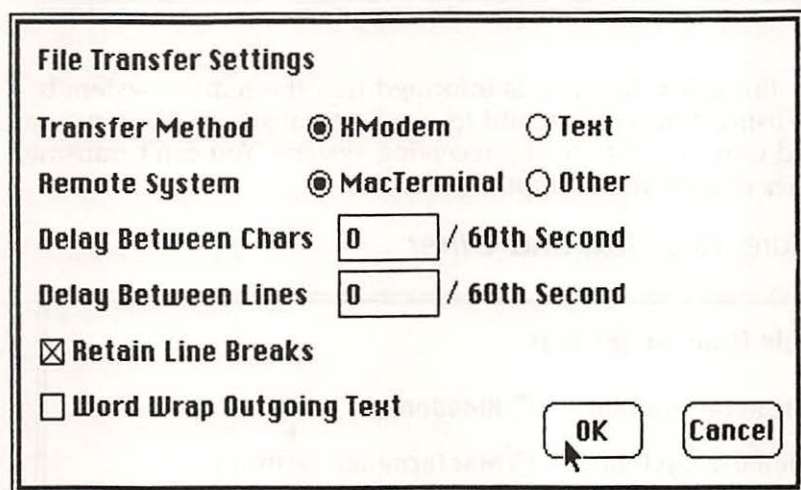 File Transfer Settings
Transfer Method XModem Text
Remote System MacTerminal Other
Delay Between Chars 0 / 60th Second
Delay Between Lines 0 / 60th Second
Retain Line Breaks
Word Wrap Outgoing Text
OK Cancel